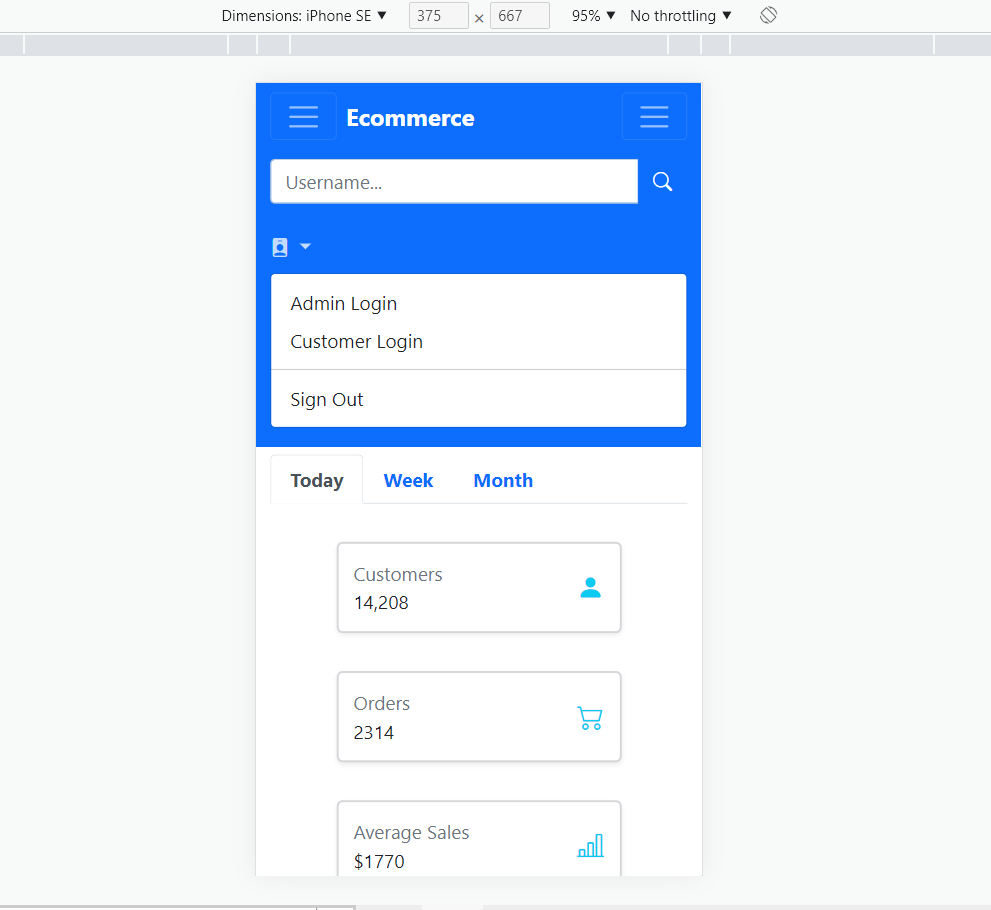 Dimensions: iPhone SE ▼ 375 × 667 95% ▼ No throttling ▼
Ecommerce
Username...
Admin Login
Customer Login
Sign Out
Today Week Month
Customers
14,208
Orders
2314
Average Sales
$1770